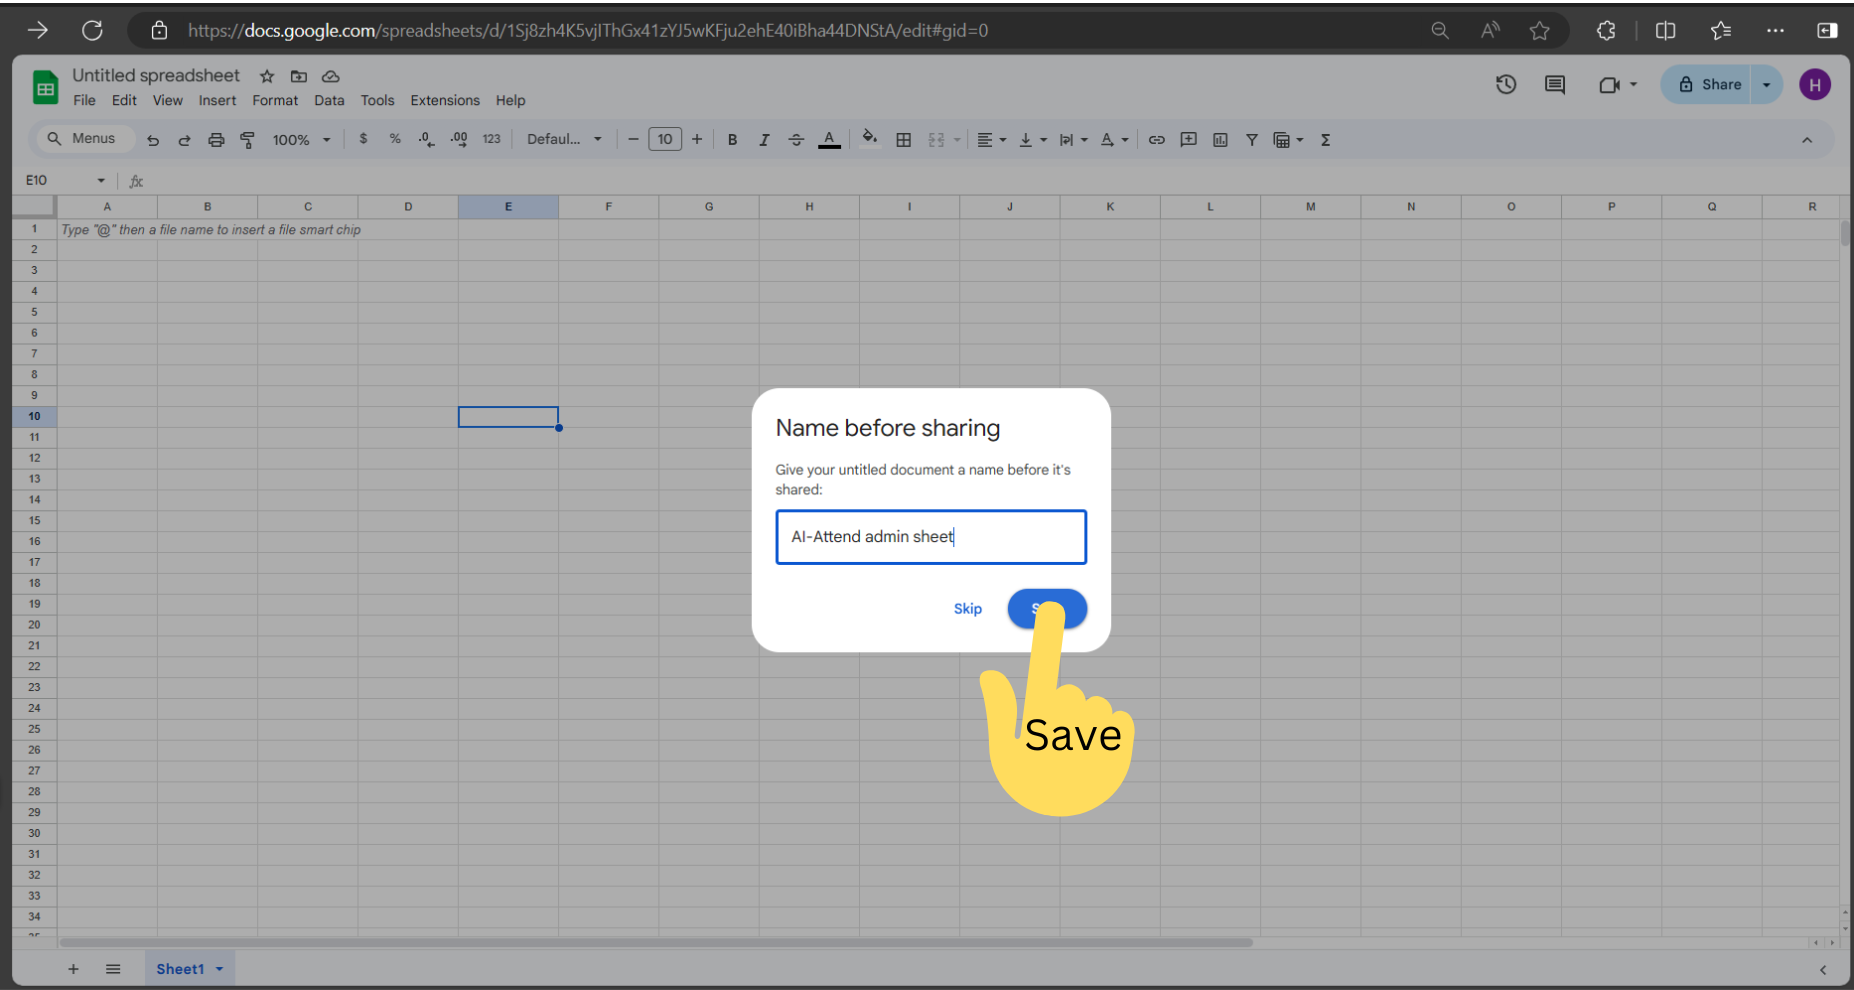 https://docs.google.com/spreadsheets/d/1Sj8zh4K5vjIThGx41zYJ5wKFju2ehE40iBha44DNStA/edit#gid=0
Untitled spreadsheet
File Edit View Insert Format Data Tools Extensions Help
Share
H
Menus
100%
$ % .0 .00 123
Defaul...
10
B I A
E10
fx
A B C D E F G H I J K L M N O P Q R
1 Type "@" then a file name to insert a file smart chip
2
3
4
5
6
7
8
9
10
11
12
13
14
15
16
17
18
19
20
21
22
23
24
25
26
27
28
29
30
31
32
33
34
Name before sharing
Give your untitled document a name before it's
shared:
AI-Attend admin sheet
Skip
Save
Sheet1